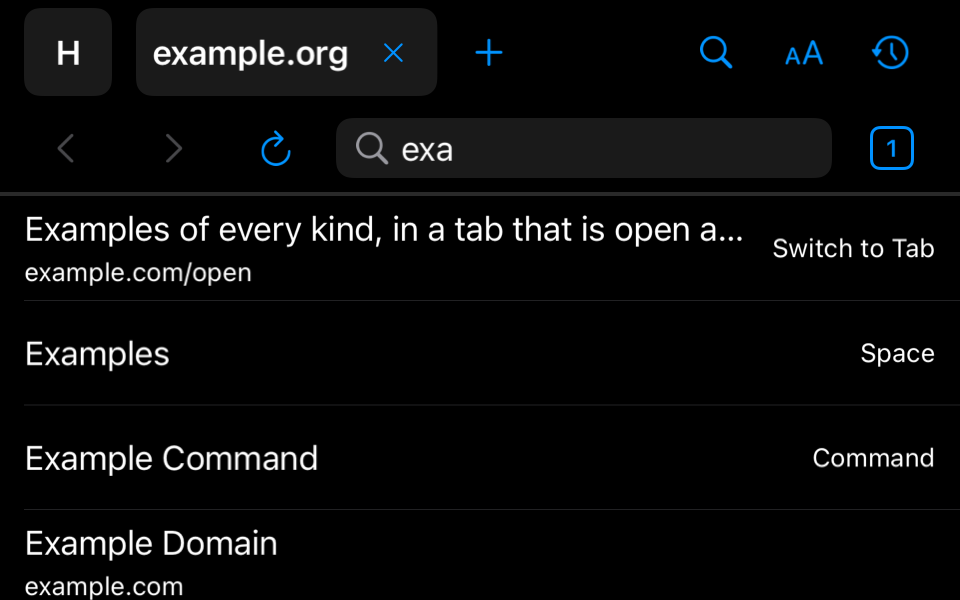 H
example.org
AA
exa
1
Examples of every kind, in a tab that is open a...
example.com/open
Switch to Tab
Examples
Space
Example Command
Command
Example Domain
example.com